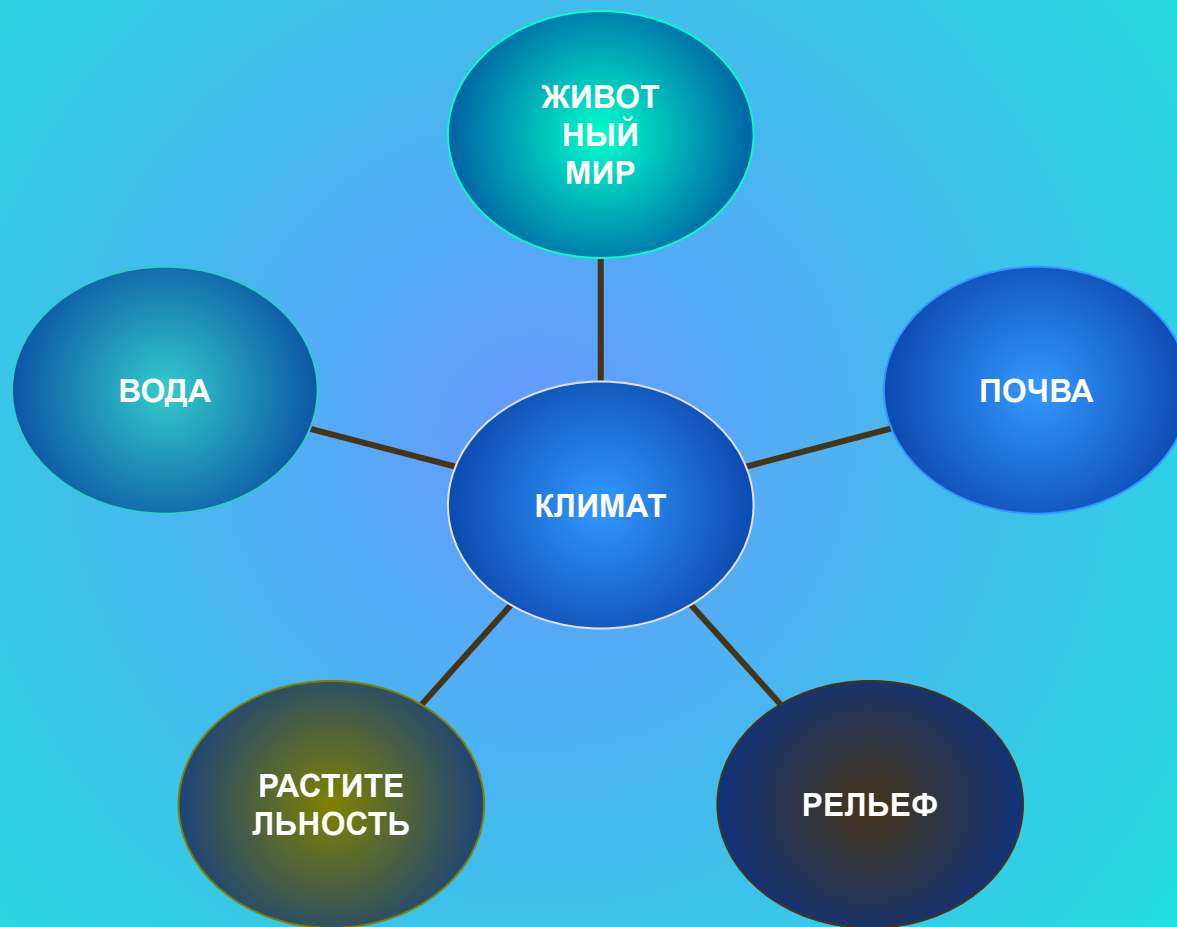 ЖИВОТ
НЫЙ
МИР
ВОДА
ПОЧВА
КЛИМАТ
РАСТИТЕ
ЛЬНОСТЬ
РЕЛЬЕФ